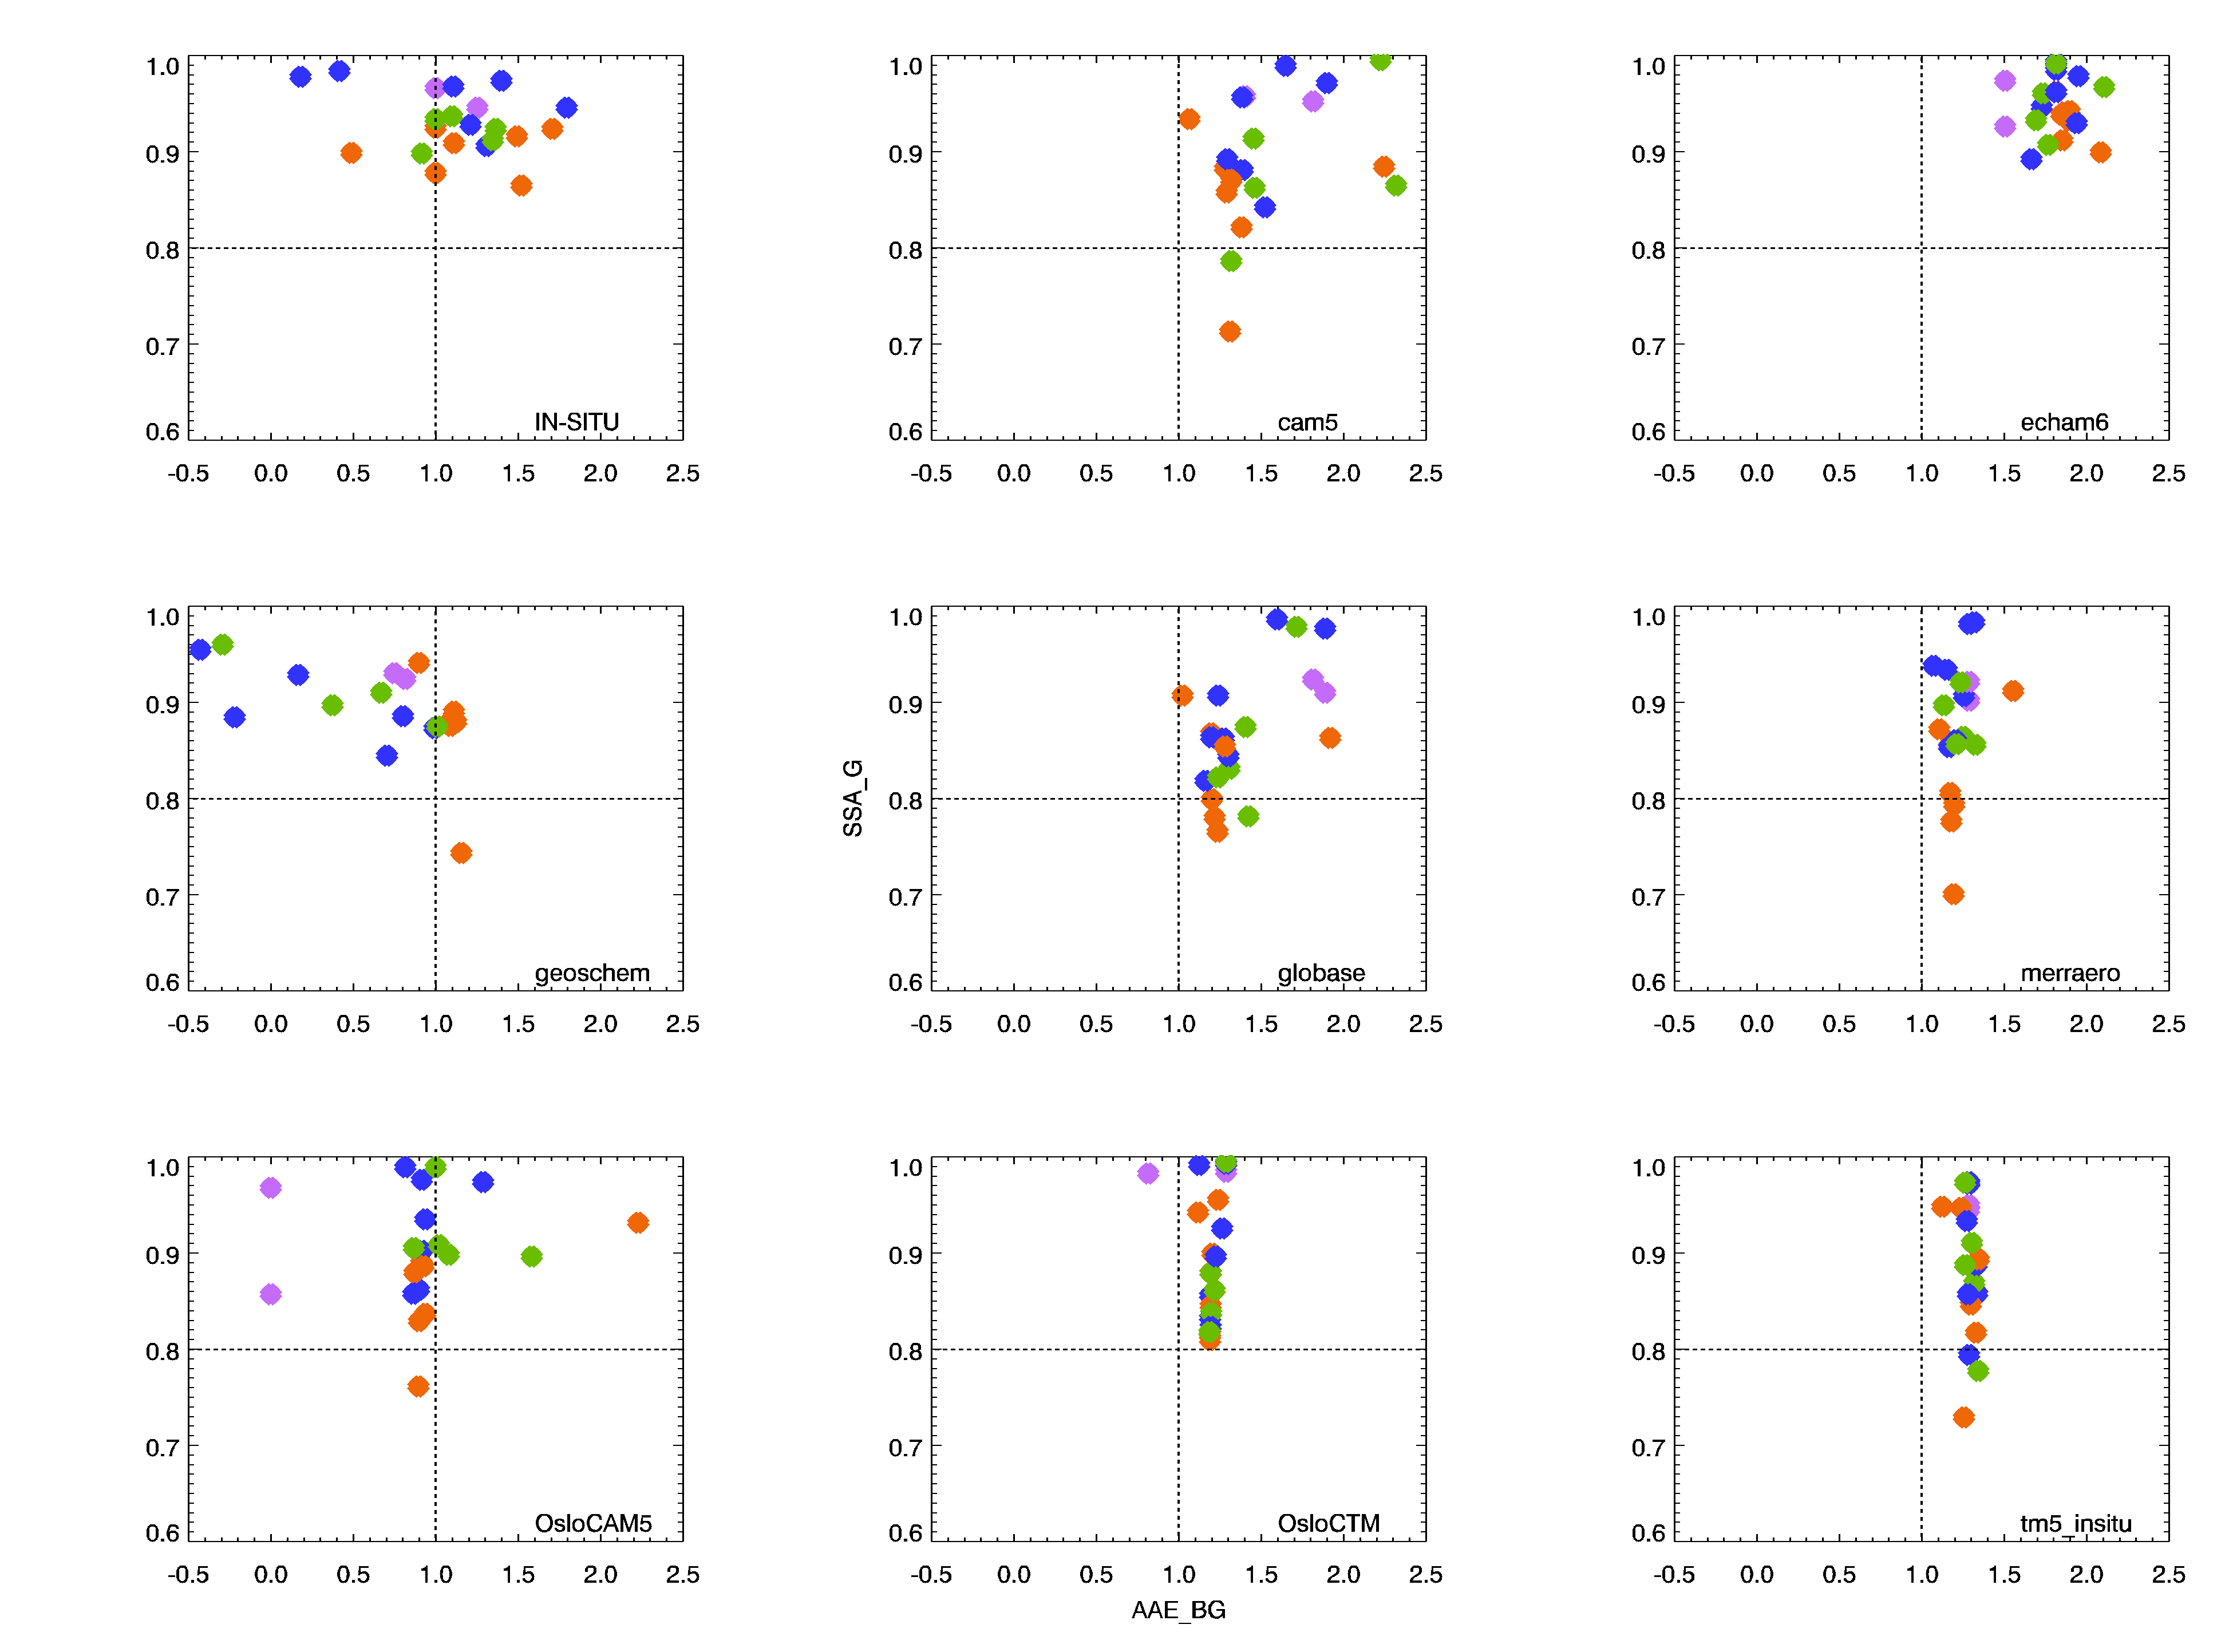 1.0 1.0 1.0
0.9 0.9 0.9
0.8 0.8 0.8
0.7 0.7 0.7
IN-SITU cam5 echam6
0.6 0.6 0.6
-0.5 0.0 0.5 1.0 1.5 2.0 2.5 -0.5 0.0 0.5 1.0 1.5 2.0 2.5 -0.5 0.0 0.5 1.0 1.5 2.0 2.5
1.0 1.0 1.0
0.9 0.9 0.9
SSA_G
0.8 0.8 0.8
0.7 0.7 0.7
geoschem globase merraero
0.6 0.6 0.6
-0.5 0.0 0.5 1.0 1.5 2.0 2.5 -0.5 0.0 0.5 1.0 1.5 2.0 2.5 -0.5 0.0 0.5 1.0 1.5 2.0 2.5
1.0 1.0 1.0
0.9 0.9 0.9
0.8 0.8 0.8
0.7 0.7 0.7
OsloCAM5 OsloCTM tm5_insitu
0.6 0.6 0.6
-0.5 0.0 0.5 1.0 1.5 2.0 2.5 -0.5 0.0 0.5 1.0 1.5 2.0 2.5 -0.5 0.0 0.5 1.0 1.5 2.0 2.5
AAE_BG